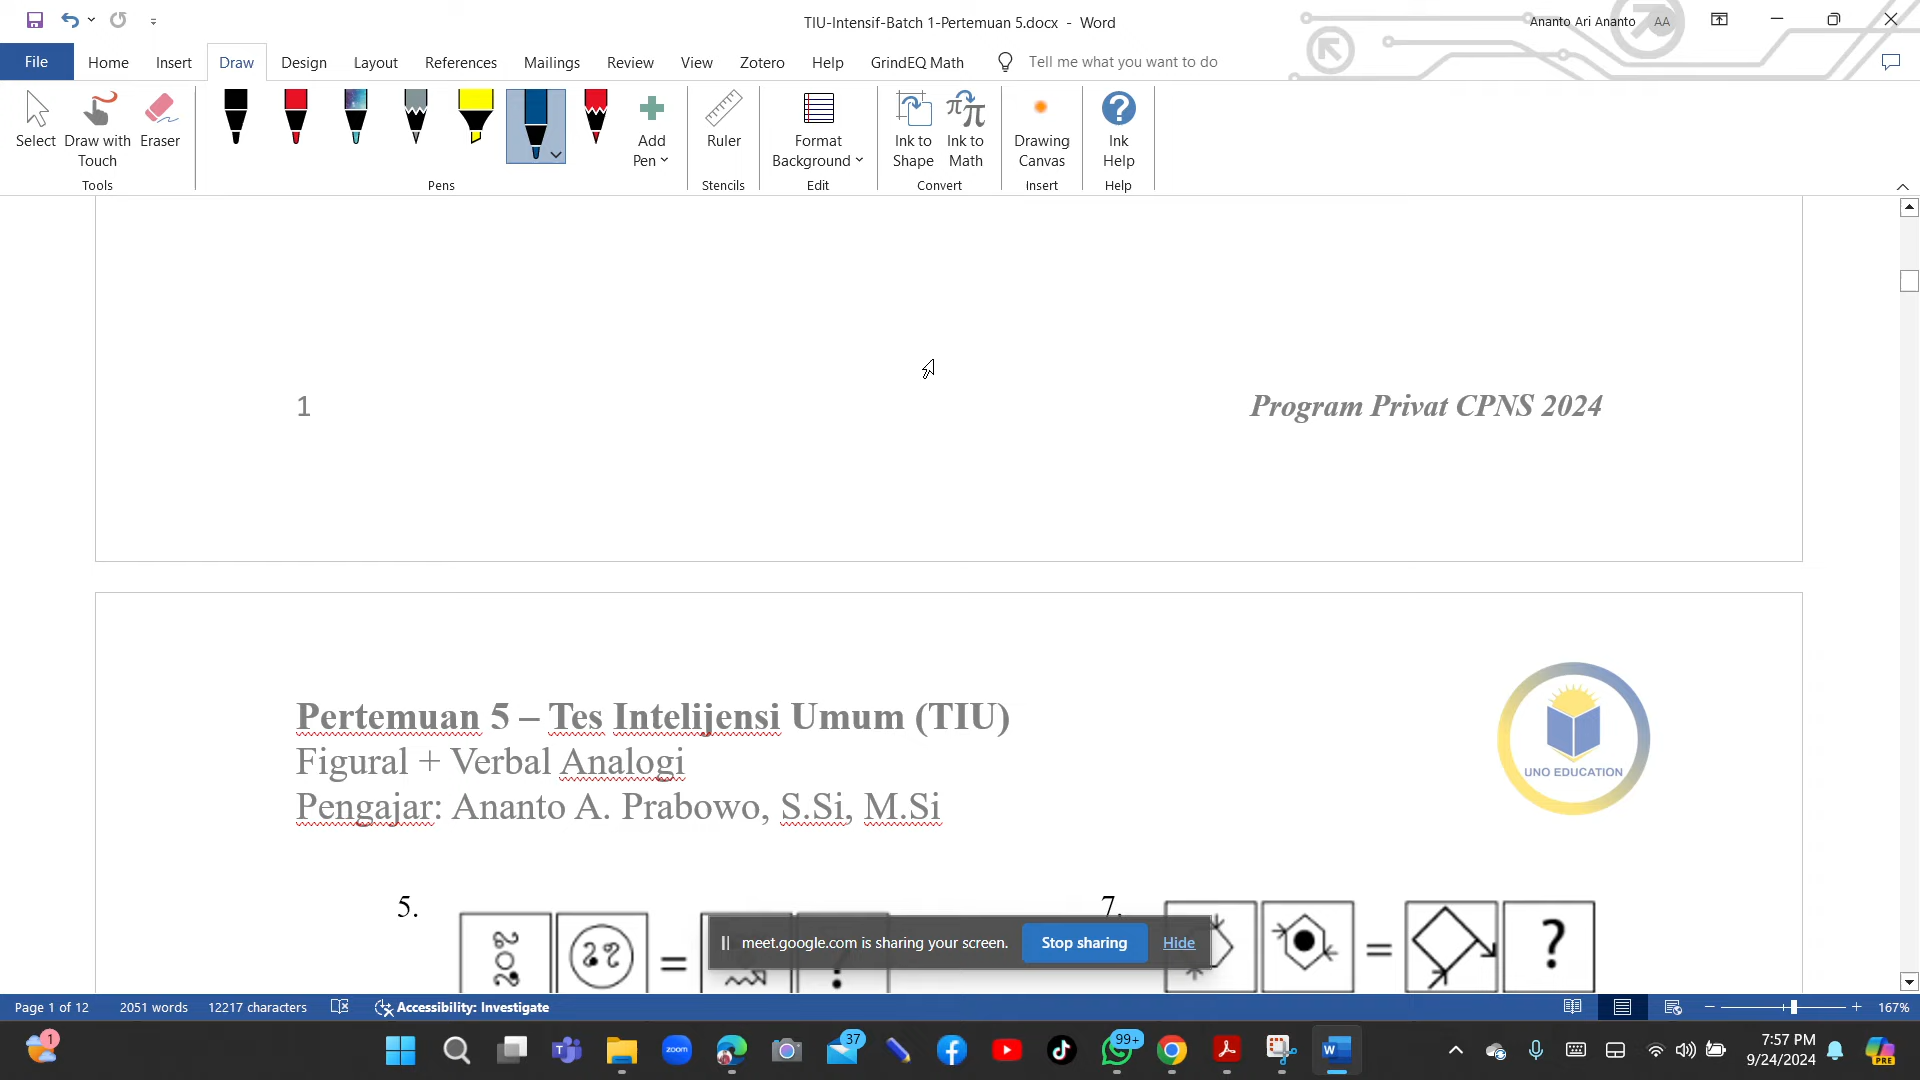 TIU-Intensif-Batch 1-Pertemuan 5.docx - Word
Ananto Ari Ananto
AA
File
Home
Insert
Draw
Design
Layout
References
Mailings
Review
View
Zotero
Help
GrindEQ Math
Tell me what you want to do
Select
Draw with
Touch
Eraser
Add
Pen
Ruler
Format
Background
Ink to
Shape
Ink to
Math
Drawing
Canvas
Ink
Help
Tools
Pens
Stencils
Edit
Convert
Insert
Help
1
Program Privat CPNS 2024
Pertemuan 5 – Tes Intelijensi Umum (TIU)
Figural + Verbal Analogi
Pengajar: Ananto A. Prabowo, S.Si, M.Si
UNO EDUCATION
5.
=
?
7.
=
?
meet.google.com is sharing your screen.
Stop sharing
Hide
Page 1 of 12
2051 words
12217 characters
Accessibility: Investigate
167%
1
zoom
37
99+
7:57 PM
9/24/2024
PRE